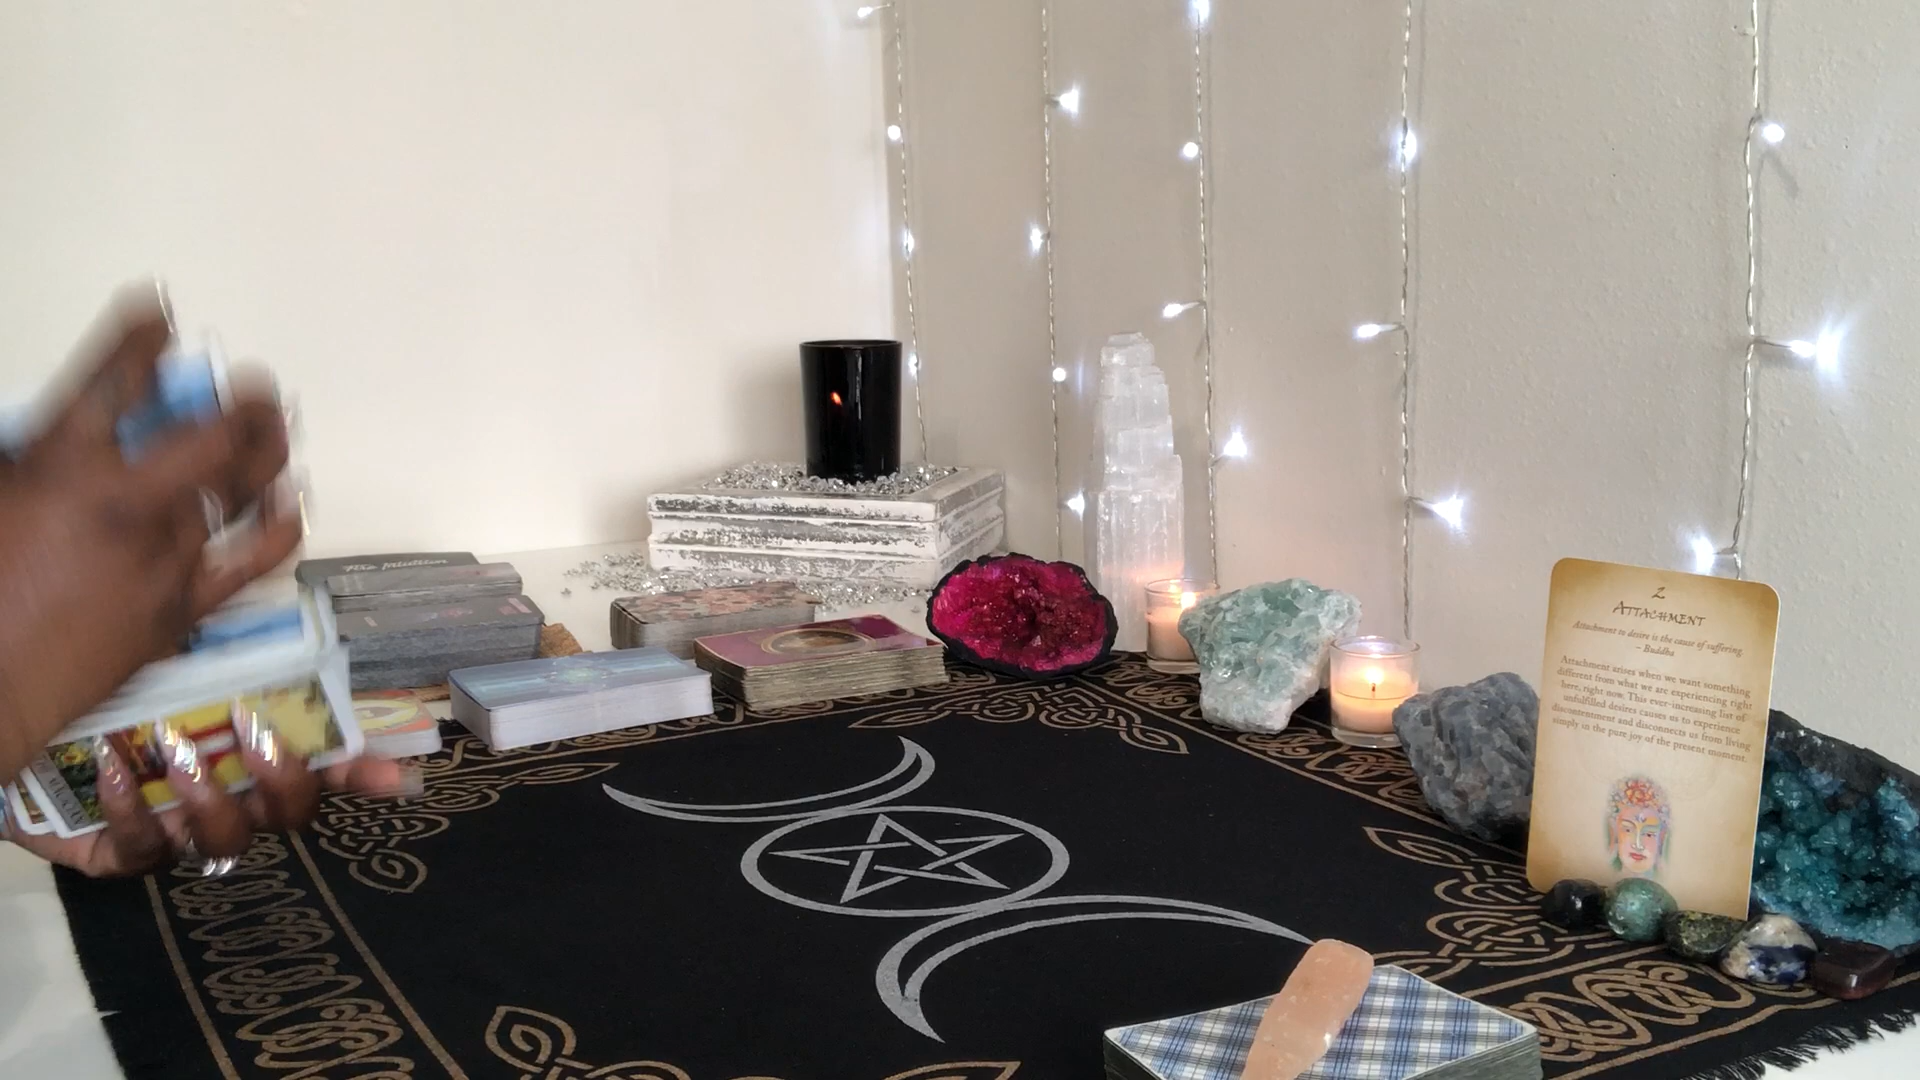 The Intuition
2
ATTACHMENT
Attachment to desire is the cause of suffering.
~ Buddha
Attachment arises when we want something
different from what we are experiencing right
here, right now. This ever-increasing list of
unfulfilled desires causes us to experience
discontentment and disconnects us from living
simply in the pure joy of the present moment.